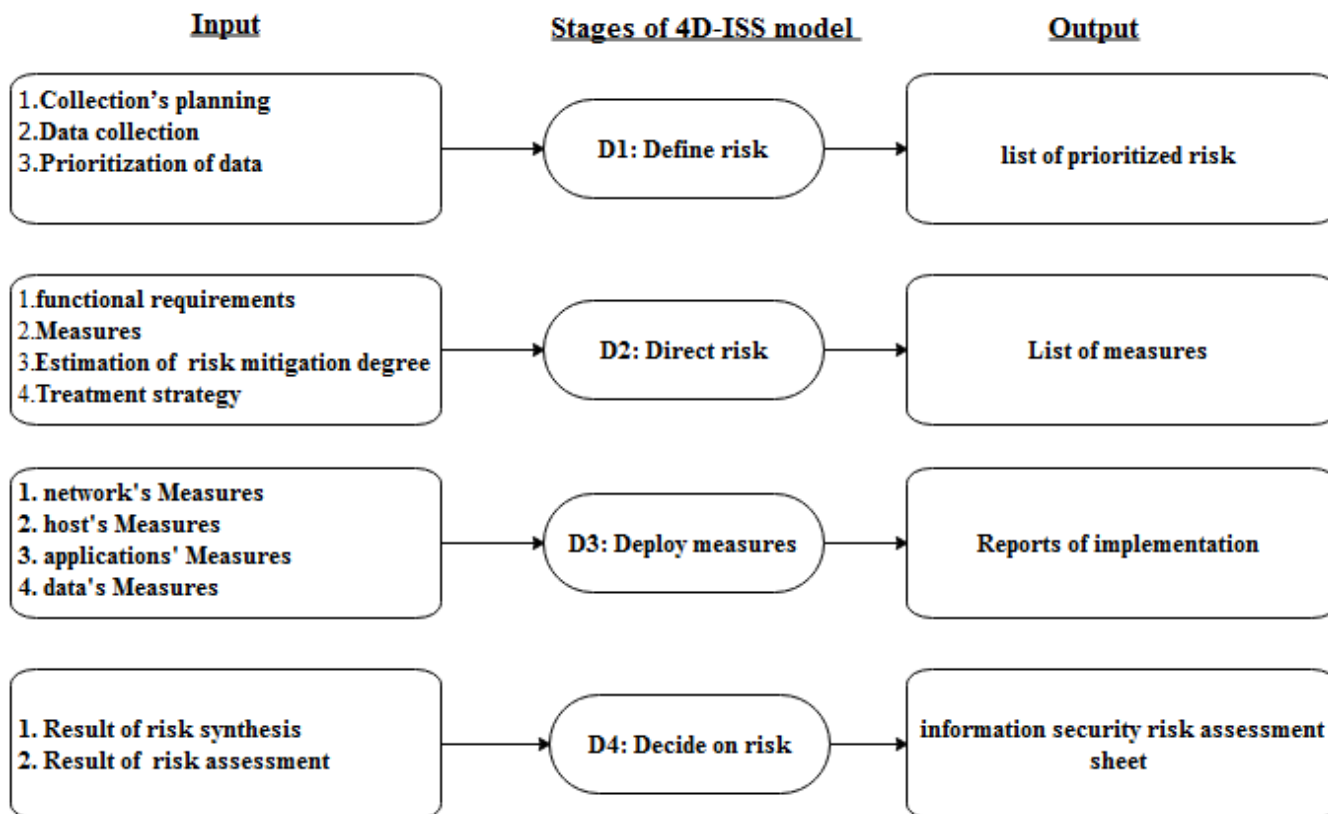 Input
Stages of 4D-ISS model
Output
1.Collection's planning
2.Data collection
3.Prioritization of data
D1: Define risk
list of prioritized risk
1.functional requirements
2.Measures
3.Estimation of risk mitigation degree
4.Treatment strategy
D2: Direct risk
List of measures
1. network's Measures
2. host's Measures
3. applications' Measures
4. data's Measures
D3: Deploy measures
Reports of implementation
1. Result of risk synthesis
2. Result of risk assessment
D4: Decide on risk
information security risk assessment
sheet